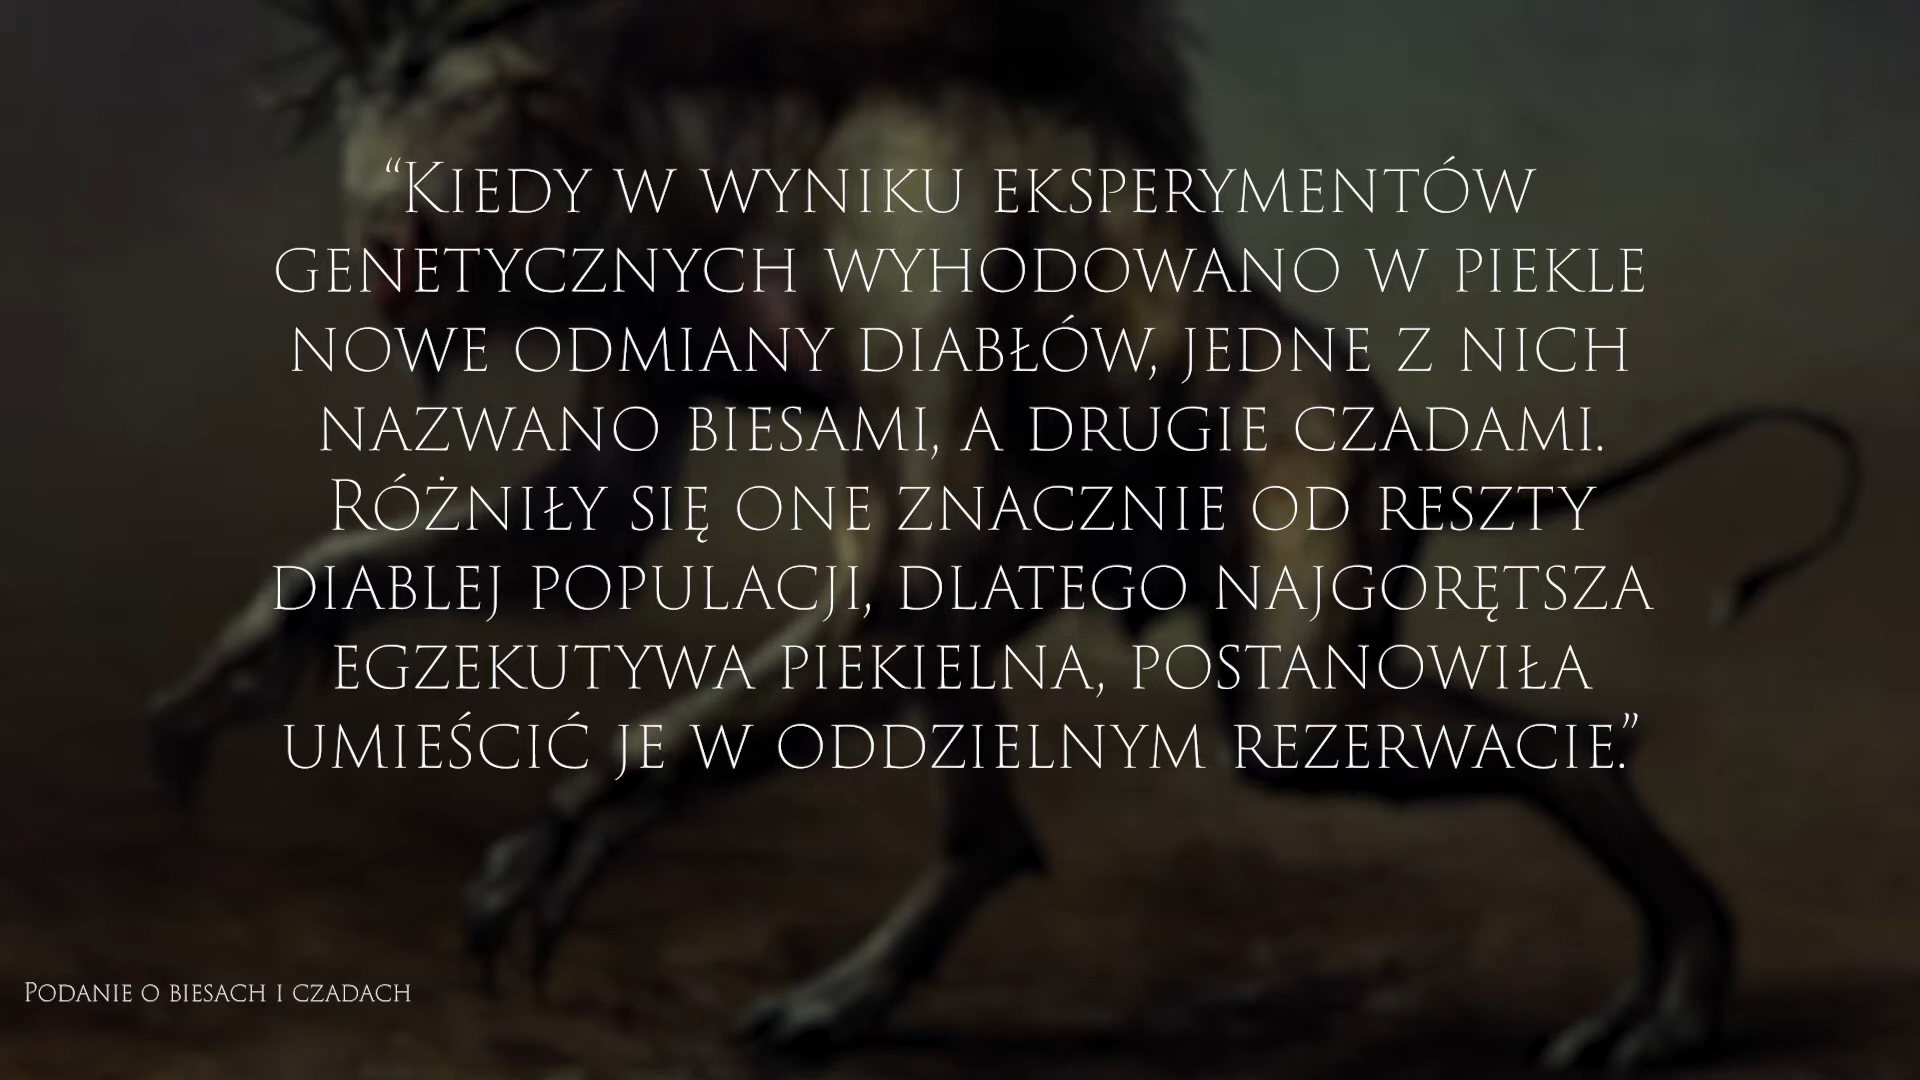 “Kiedy w wyniku eksperymentów
genetycznych wyhodowano w piekle
nowe odmiany diabłów, jedne z nich
nazwano biesami, a drugie czadami.
Różniły się one znacznie od reszty
diablej populacji, dlatego najgorętsza
egzekutywa piekielna, postanowiła
umieścić je w oddzielnym rezerwacie.”
Podanie o biesach i czadach